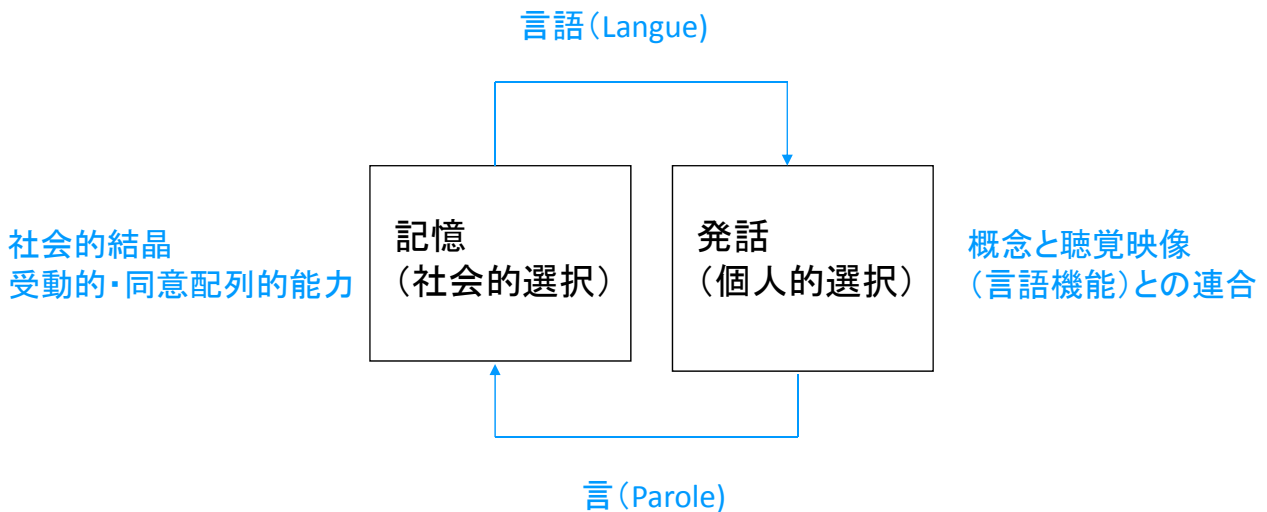 言語（Langue)
社会的結晶
受動的・同意配列的能力
記憶
（社会的選択）
発話
（個人的選択）
概念と聴覚映像
（言語機能）との連合
言（Parole)